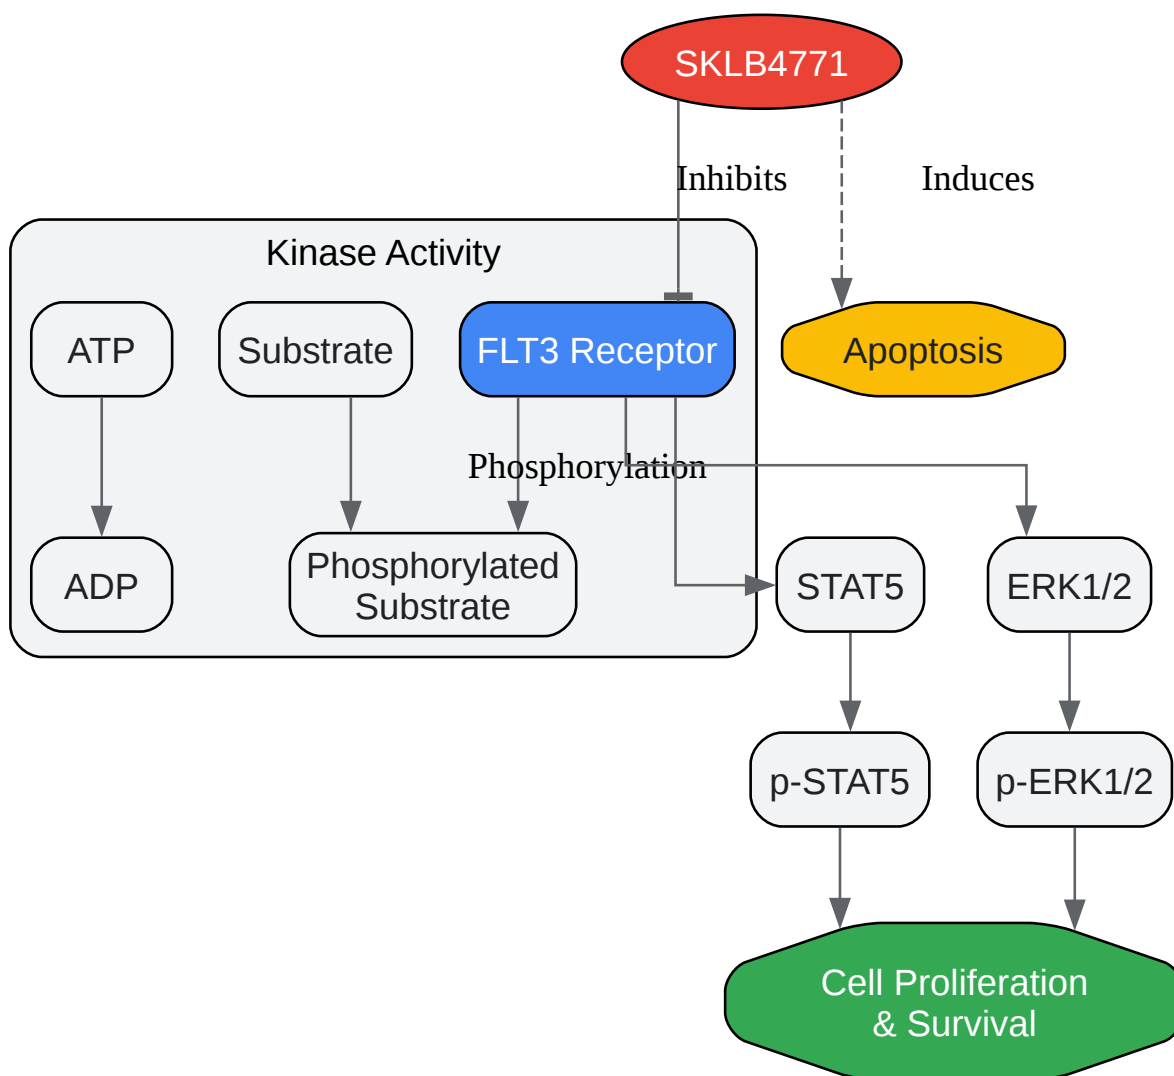 SKLB4771
Inhibits
Induces
Kinase Activity
ATP
Substrate
FLT3 Receptor
Apoptosis
Phosphorylation
ADP
Phosphorylated
Substrate
STAT5
ERK1/2
p-STAT5
p-ERK1/2
Cell Proliferation
& Survival